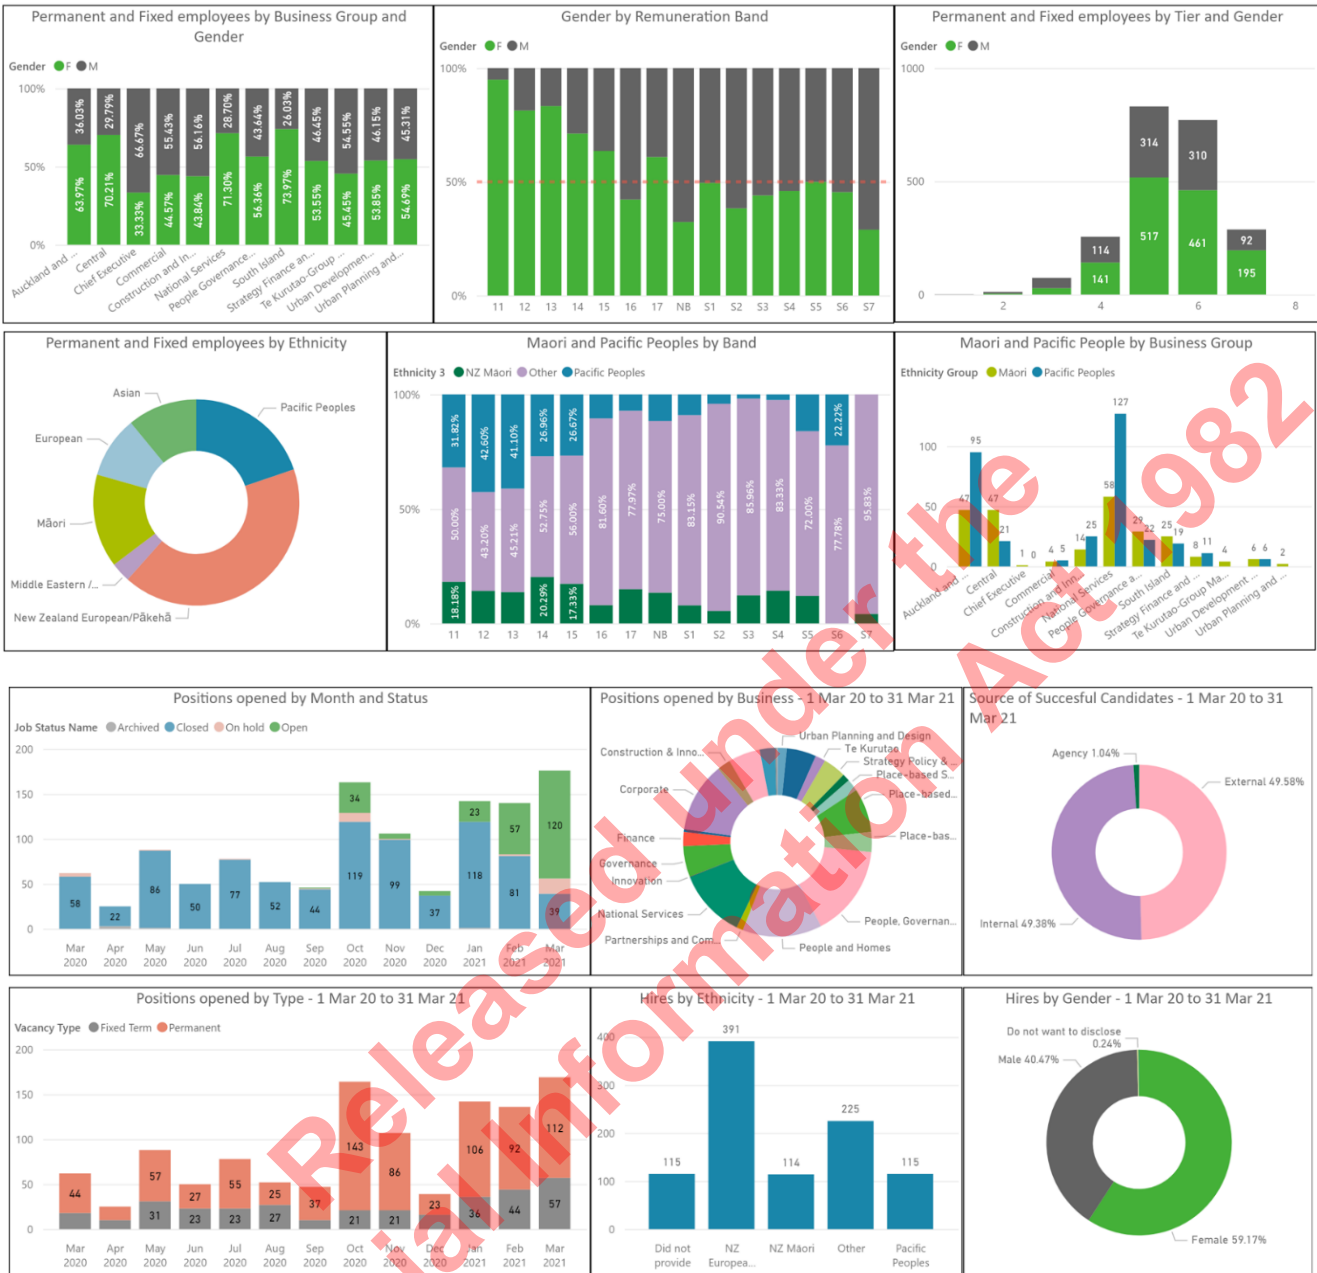 Permanent and Fixed employees by Business Group and
Gender
Gender F M
100%
50%
0%
36.03%
29.79%
66.67%
55.43%
56.16%
28.70%
43.64%
26.03%
46.45%
54.55%
46.15%
45.31%
63.97%
70.21%
33.33%
44.57%
43.84%
71.30%
56.36%
73.97%
53.55%
45.45%
53.85%
54.69%
Auckland and ...
Central
Chief Executive
Commercial
Construction and In...
National Services
People Governance...
South Island
Strategy Finance an...
Te Kurutao-Group ...
Urban Developmen...
Urban Planning and...
Gender by Remuneration Band
Gender F M
100%
50%
0%
11 12 13 14 15 16 17 NB S1 S2 S3 S4 S5 S6 S7
Permanent and Fixed employees by Tier and Gender
Gender F M
1000
500
0
314 310
114 517 461 92
141 195
2 4 6 8
Permanent and Fixed employees by Ethnicity
Asian
Pacific Peoples
European
Māori
Middle Eastern /...
New Zealand European/Pākehā
Maori and Pacific Peoples by Band
Ethnicity 3 NZ Māori Other Pacific Peoples
100%
50%
0%
31.82%
42.60%
41.10%
26.96%
26.67%
22.22%
50.00%
43.20%
45.21%
52.75%
56.00%
81.60%
77.97%
75.00%
83.15%
90.54%
85.96%
83.33%
72.00%
77.78%
95.83%
18.18%
20.29%
17.33%
11 12 13 14 15 16 17 NB S1 S2 S3 S4 S5 S6 S7
Maori and Pacific People by Business Group
Ethnicity Group Māori Pacific Peoples
100
50
0
47 95
47 21
1 0
4 5
14 25
58 127
29 22
25 19
8 11
4
6 6
2
Auckland and ...
Central
Chief Executive
Commercial
Construction and Inn...
National Services
People Governance a...
South Island
Strategy Finance and ...
Te Kurutao-Group Ma...
Urban Development ...
Urban Planning and ...
Positions opened by Month and Status
Job Status Name Archived Closed On hold Open
200
150
100
50
0
58 22 86 50 77 52 44 119 99 37 118 81 39
34 23 57 120
Mar Apr May Jun Jul Aug Sep Oct Nov Dec Jan Feb Mar
2020 2020 2020 2020 2020 2020 2020 2020 2020 2020 2021 2021 2021
Positions opened by Business - 1 Mar 20 to 31 Mar 21
Urban Planning and Design
Te Kurutao
Strategy Policy &...
Place-based S...
Place-based...
Place-bas...
People, Governan...
People and Homes
Partnerships and Com...
National Services
Innovation
Governance
Finance
Corporate
Construction & Inno...
Source of Succesful Candidates - 1 Mar 20 to 31
Mar 21
Agency 1.04%
External 49.58%
Internal 49.38%
Positions opened by Type - 1 Mar 20 to 31 Mar 21
Vacancy Type Fixed Term Permanent
200
150
100
50
0
44 57 27 55 25 37 143 86 23 106 92 112
31 23 23 27 21 21 36 44 57
Mar Apr May Jun Jul Aug Sep Oct Nov Dec Jan Feb Mar
2020 2020 2020 2020 2020 2020 2020 2020 2020 2020 2021 2021 2021
Hires by Ethnicity - 1 Mar 20 to 31 Mar 21
400
300
200
100
0
115 391 114 225 115
Did not NZ NZ Māori Other Pacific
provide Europea... Peoples
Hires by Gender - 1 Mar 20 to 31 Mar 21
Do not want to disclose
0.24%
Male 40.47%
Female 59.17%
Released under the
ial Information Act 1982